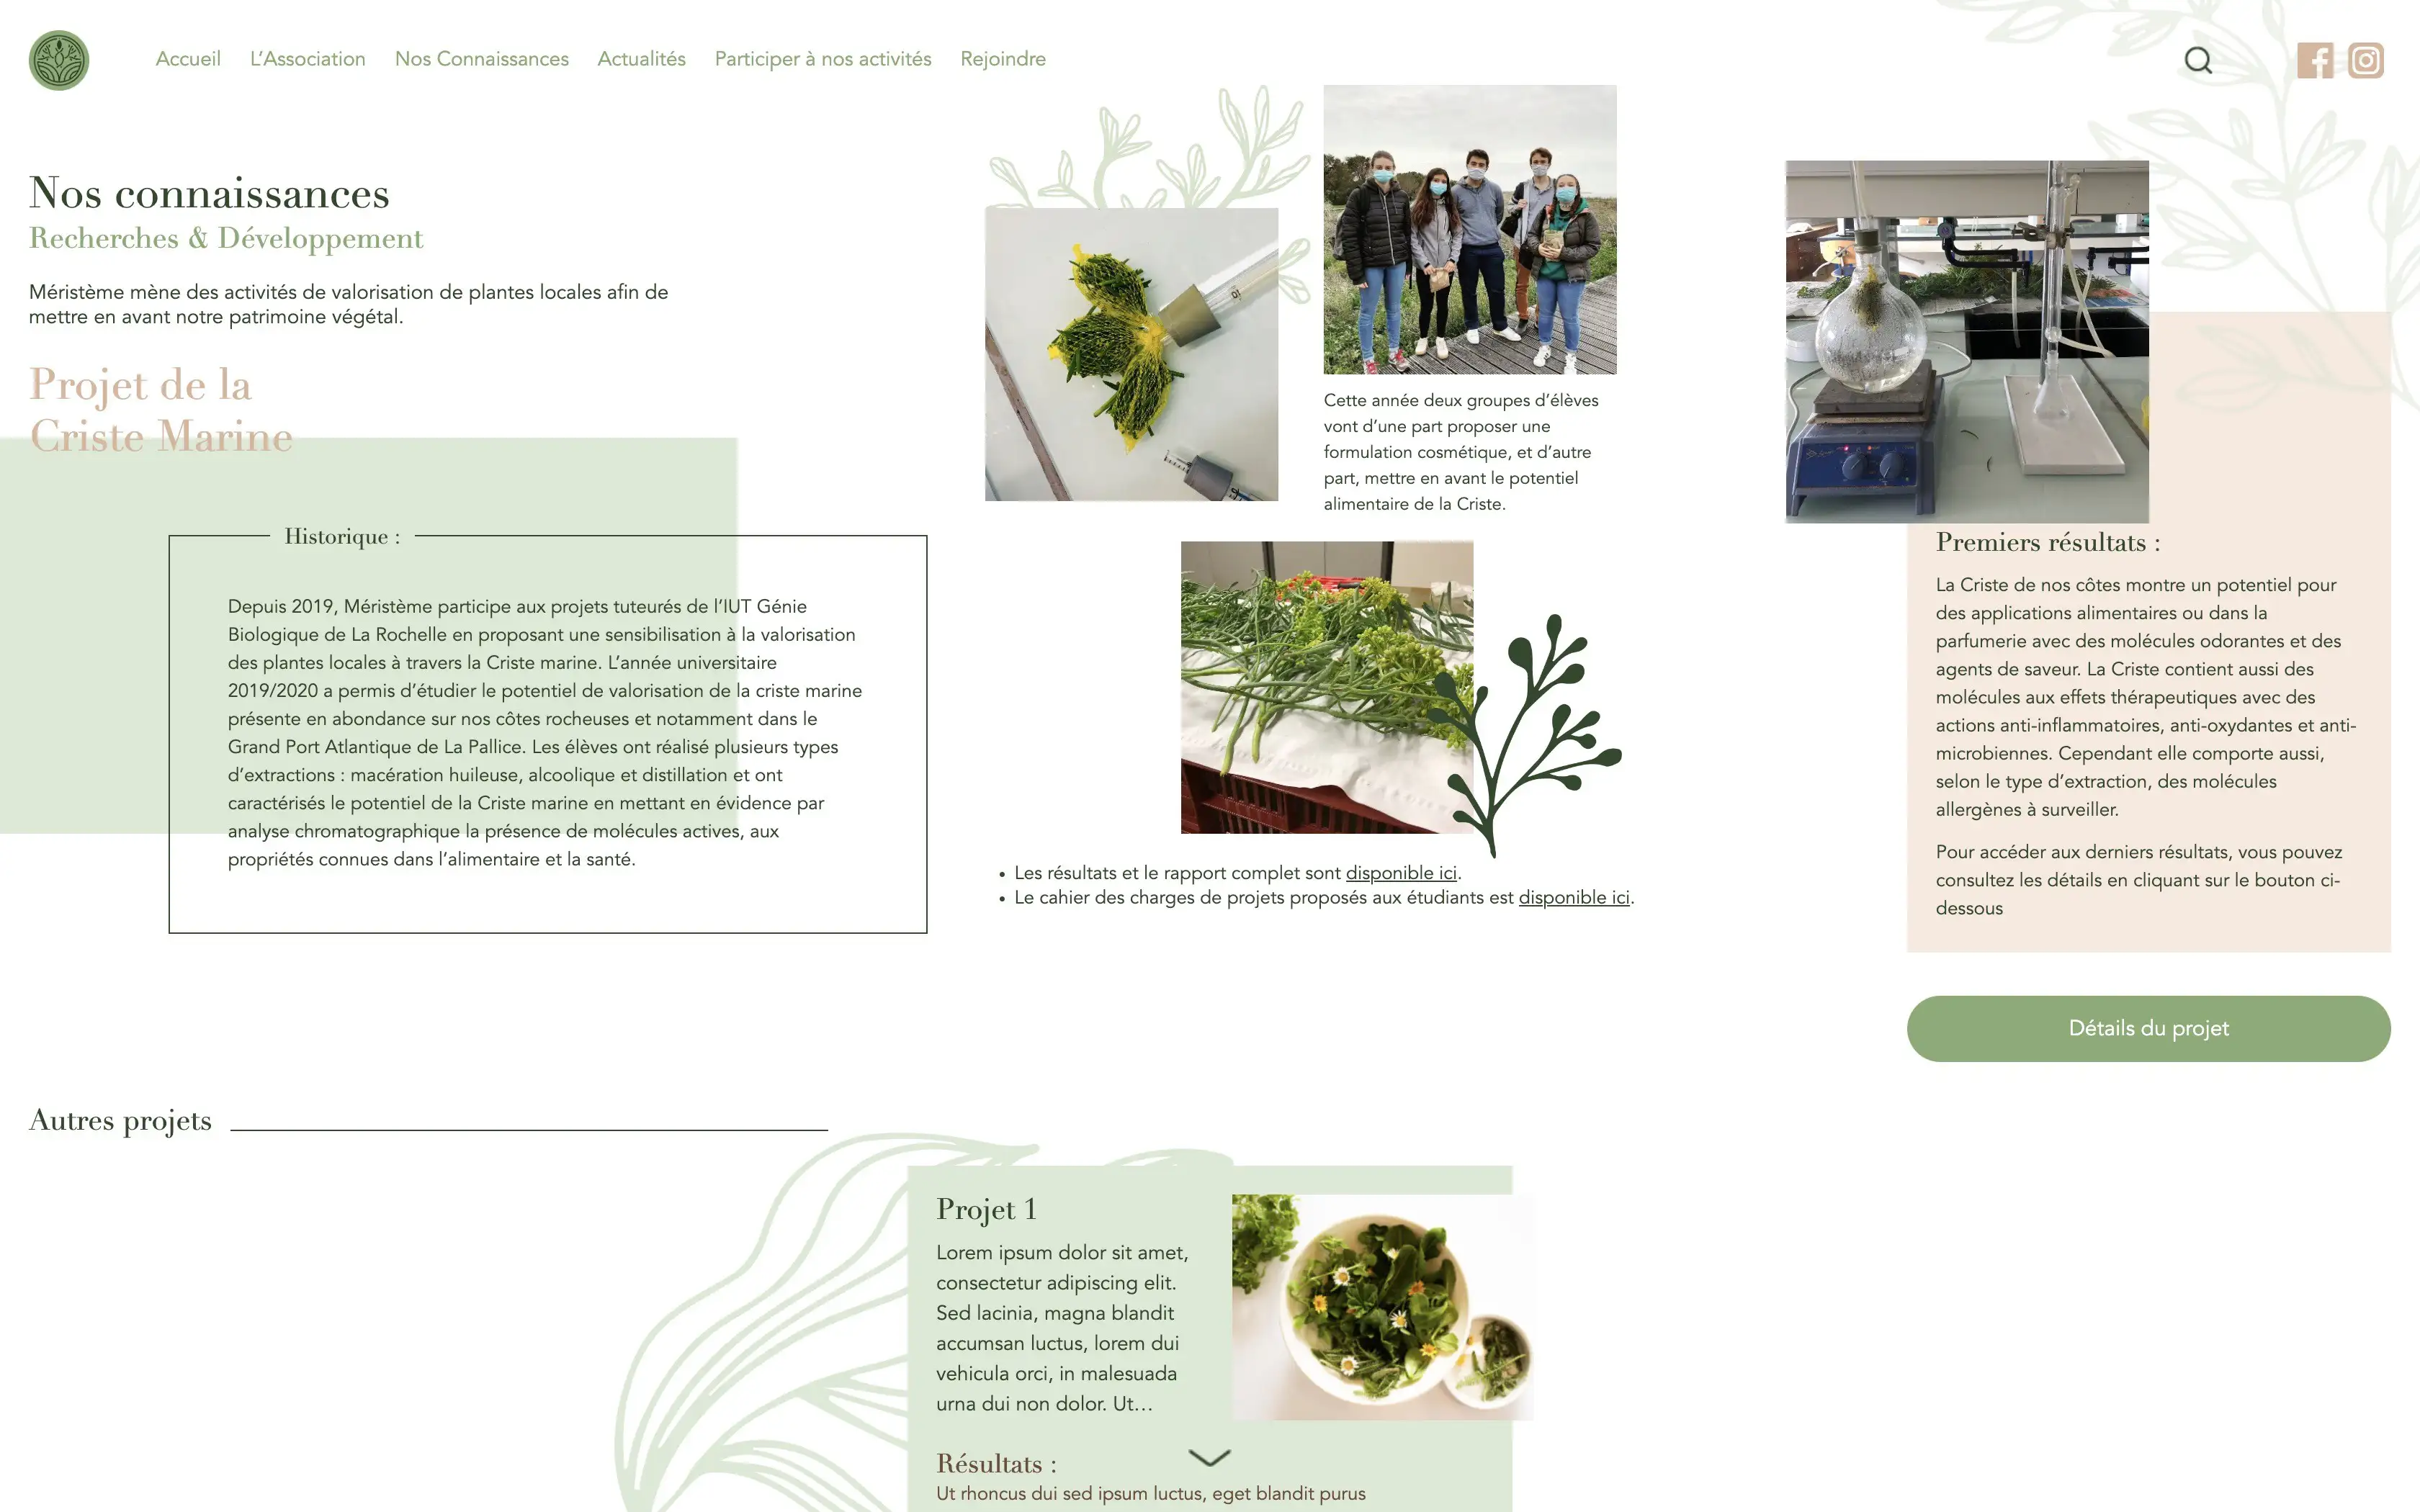 Accueil L’Association Nos Connaissances Actualités Participer à nos activités Rejoindre
Nos connaissances
Recherches & Développement
Méristème mène des activités de valorisation de plantes locales afin de
mettre en avant notre patrimoine végétal.
Projet de la
Criste Marine
Historique :
Depuis 2019, Méristème participe aux projets tuteurés de l’IUT Génie
Biologique de La Rochelle en proposant une sensibilisation à la valorisation
des plantes locales à travers la Criste marine. L’année universitaire
2019/2020 a permis d’étudier le potentiel de valorisation de la criste marine
présente en abondance sur nos côtes rocheuses et notamment dans le
Grand Port Atlantique de La Pallice. Les élèves ont réalisé plusieurs types
d’extractions : macération huileuse, alcoolique et distillation et ont
caractérisés le potentiel de la Criste marine en mettant en évidence par
analyse chromatographique la présence de molécules actives, aux
propriétés connues dans l’alimentaire et la santé.
Cette année deux groupes d’élèves
vont d’une part proposer une
formulation cosmétique, et d’autre
part, mettre en avant le potentiel
alimentaire de la Criste.
Les résultats et le rapport complet sont disponible ici.
Le cahier des charges de projets proposés aux étudiants est disponible ici.
Premiers résultats :
La Criste de nos côtes montre un potentiel pour
des applications alimentaires ou dans la
parfumerie avec des molécules odorantes et des
agents de saveur. La Criste contient aussi des
molécules aux effets thérapeutiques avec des
actions anti-inflammatoires, anti-oxydantes et anti-
microbiennes. Cependant elle comporte aussi,
selon le type d’extraction, des molécules
allergènes à surveiller.
Pour accéder aux derniers résultats, vous pouvez
consultez les détails en cliquant sur le bouton ci-
dessous
Détails du projet
Autres projets
Projet 1
Lorem ipsum dolor sit amet,
consectetur adipiscing elit.
Sed lacinia, magna blandit
accumsan luctus, lorem dui
vehicula orci, in malesuada
urna dui non dolor. Ut…
Résultats :
Ut rhoncus dui sed ipsum luctus, eget blandit purus